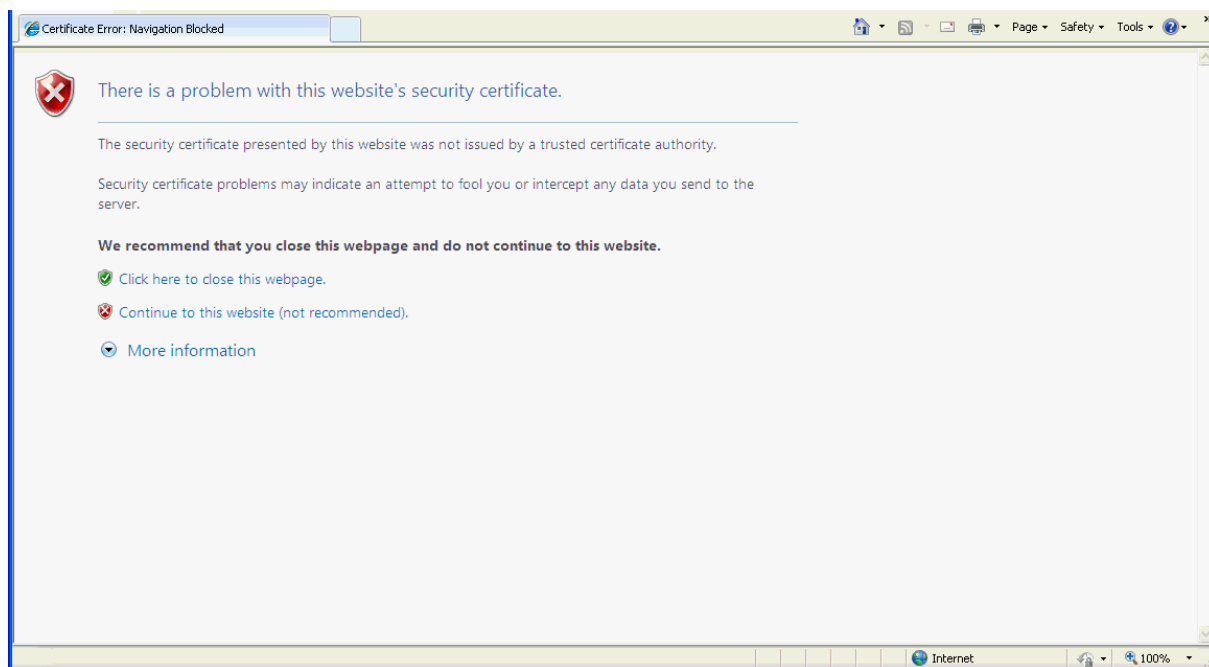 Certificate Error: Navigation Blocked
Page Safety Tools
There is a problem with this website's security certificate.
The security certificate presented by this website was not issued by a trusted certificate authority.
Security certificate problems may indicate an attempt to fool you or intercept any data you send to the
server.
We recommend that you close this webpage and do not continue to this website.
Click here to close this webpage.
Continue to this website (not recommended).
More information
Internet 100%